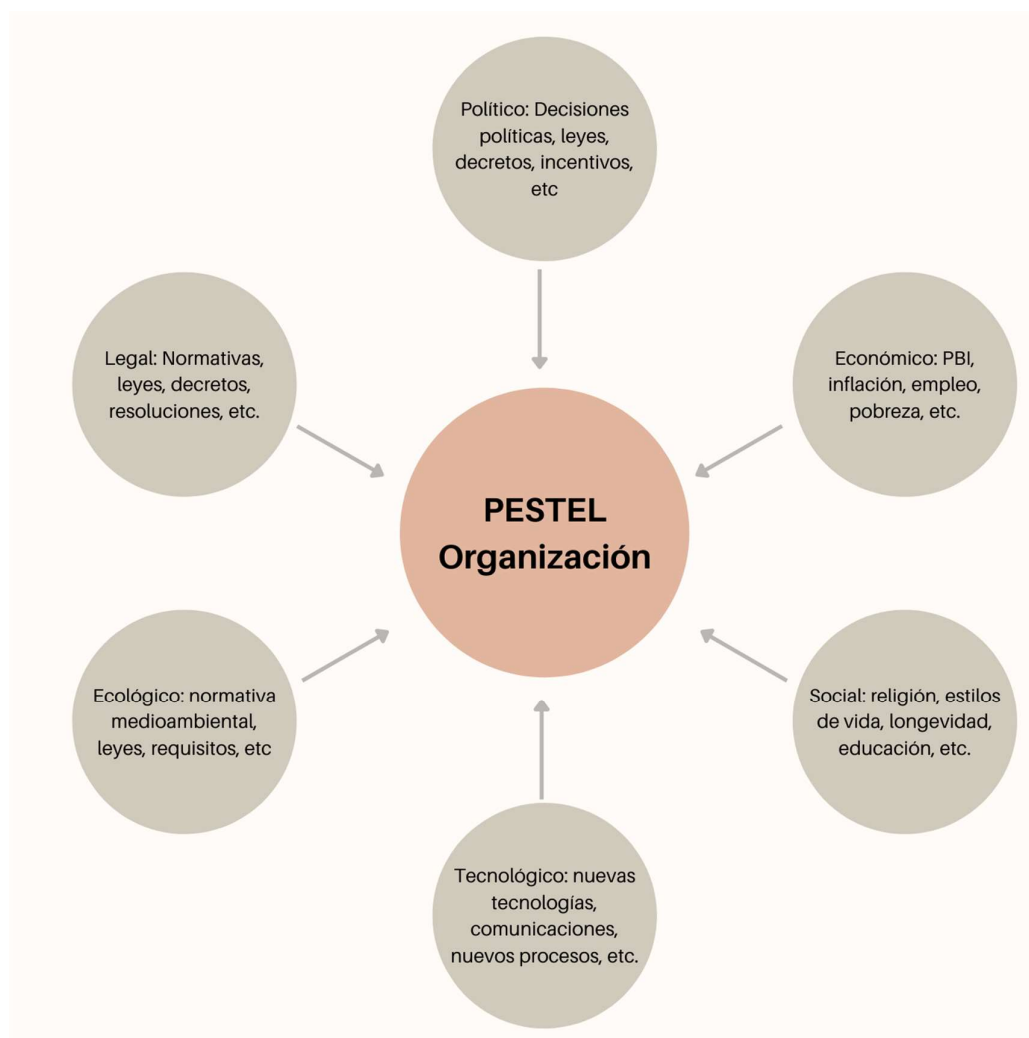 Político: Decisiones
políticas, leyes,
decretos, incentivos,
etc
Legal: Normativas,
leyes, decretos,
resoluciones, etc.
Económico: PBI,
inflación, empleo,
pobreza, etc.
PESTEL
Organización
Ecológico: normativa
medioambiental,
leyes, requisitos, etc
Social: religión, estilos
de vida, longevidad,
educación, etc.
Tecnológico: nuevas
tecnologías,
comunicaciones,
nuevos procesos, etc.